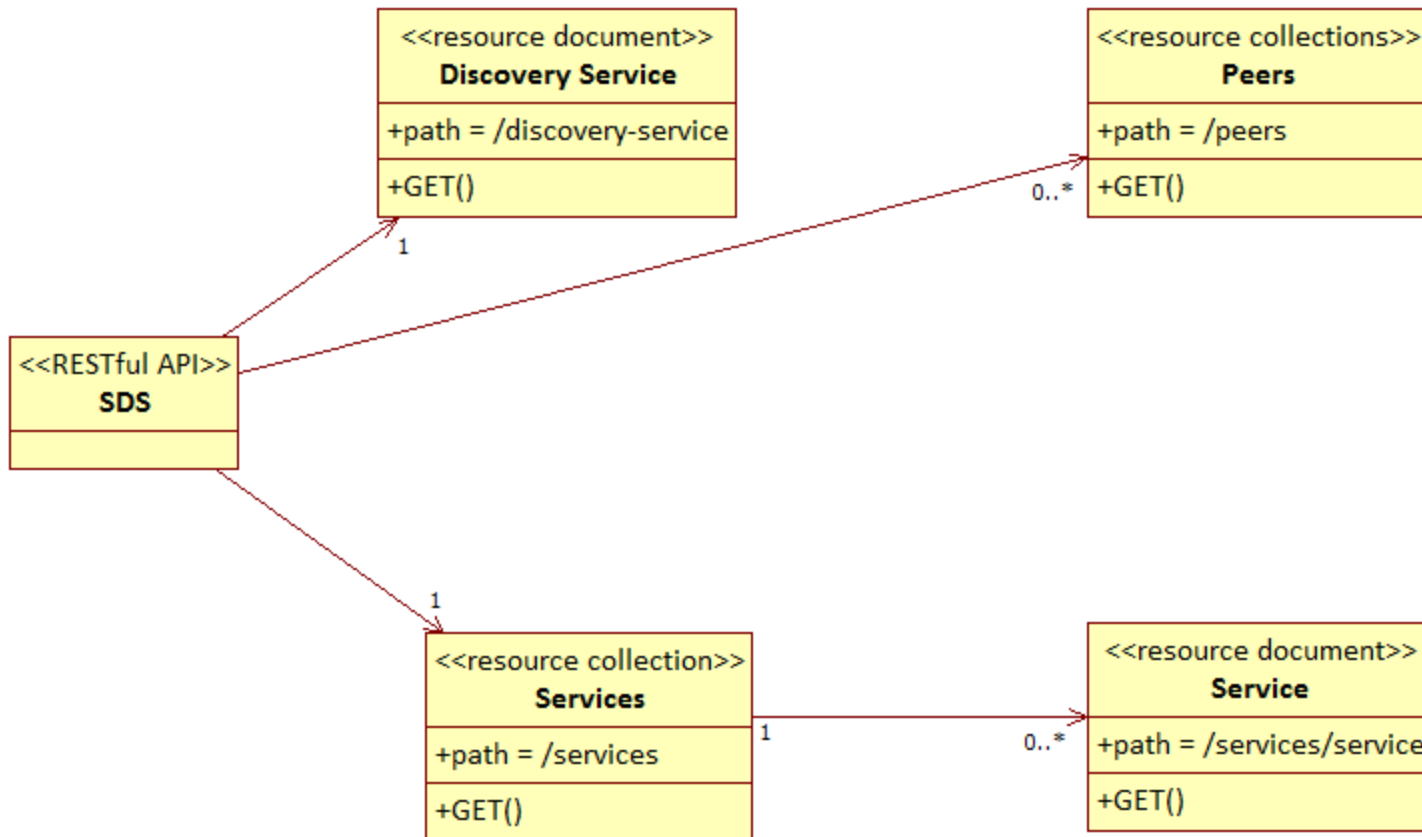 <<resource document>>
Discovery Service
+path = /discovery-service
+GET()
1
<<resource collections>>
Peers
+path = /peers
+GET()
0..*
<<RESTful API>>
SDS
1
<<resource collection>>
Services
+path = /services
+GET()
1
0..*
<<resource document>>
Service
+path = /services/service
+GET()